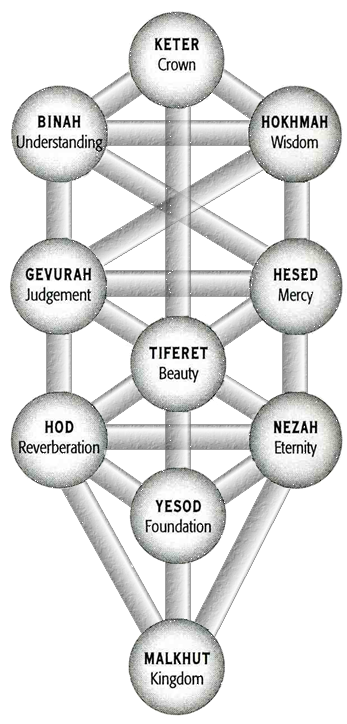 KETER
Crown
BINAH
Understanding
HOKHMAH
Wisdom
GEVURAH
Judgement
HESED
Mercy
TIFERET
Beauty
HOD
Reverberation
NEZAH
Eternity
YESOD
Foundation
MALKHUT
Kingdom